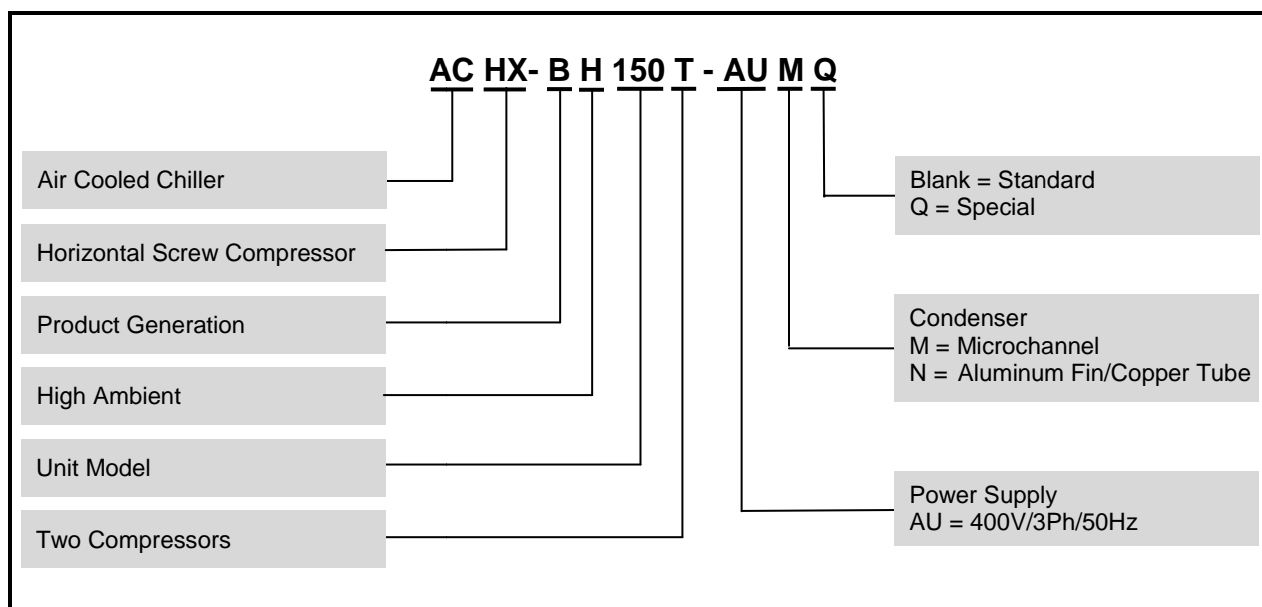 AC HX- B H 150 T - AU M Q
Air Cooled Chiller
Horizontal Screw Compressor
Product Generation
High Ambient
Unit Model
Two Compressors
Blank = Standard
Q = Special
Condenser
M = Microchannel
N = Aluminum Fin/Copper Tube
Power Supply
AU = 400V/3Ph/50Hz